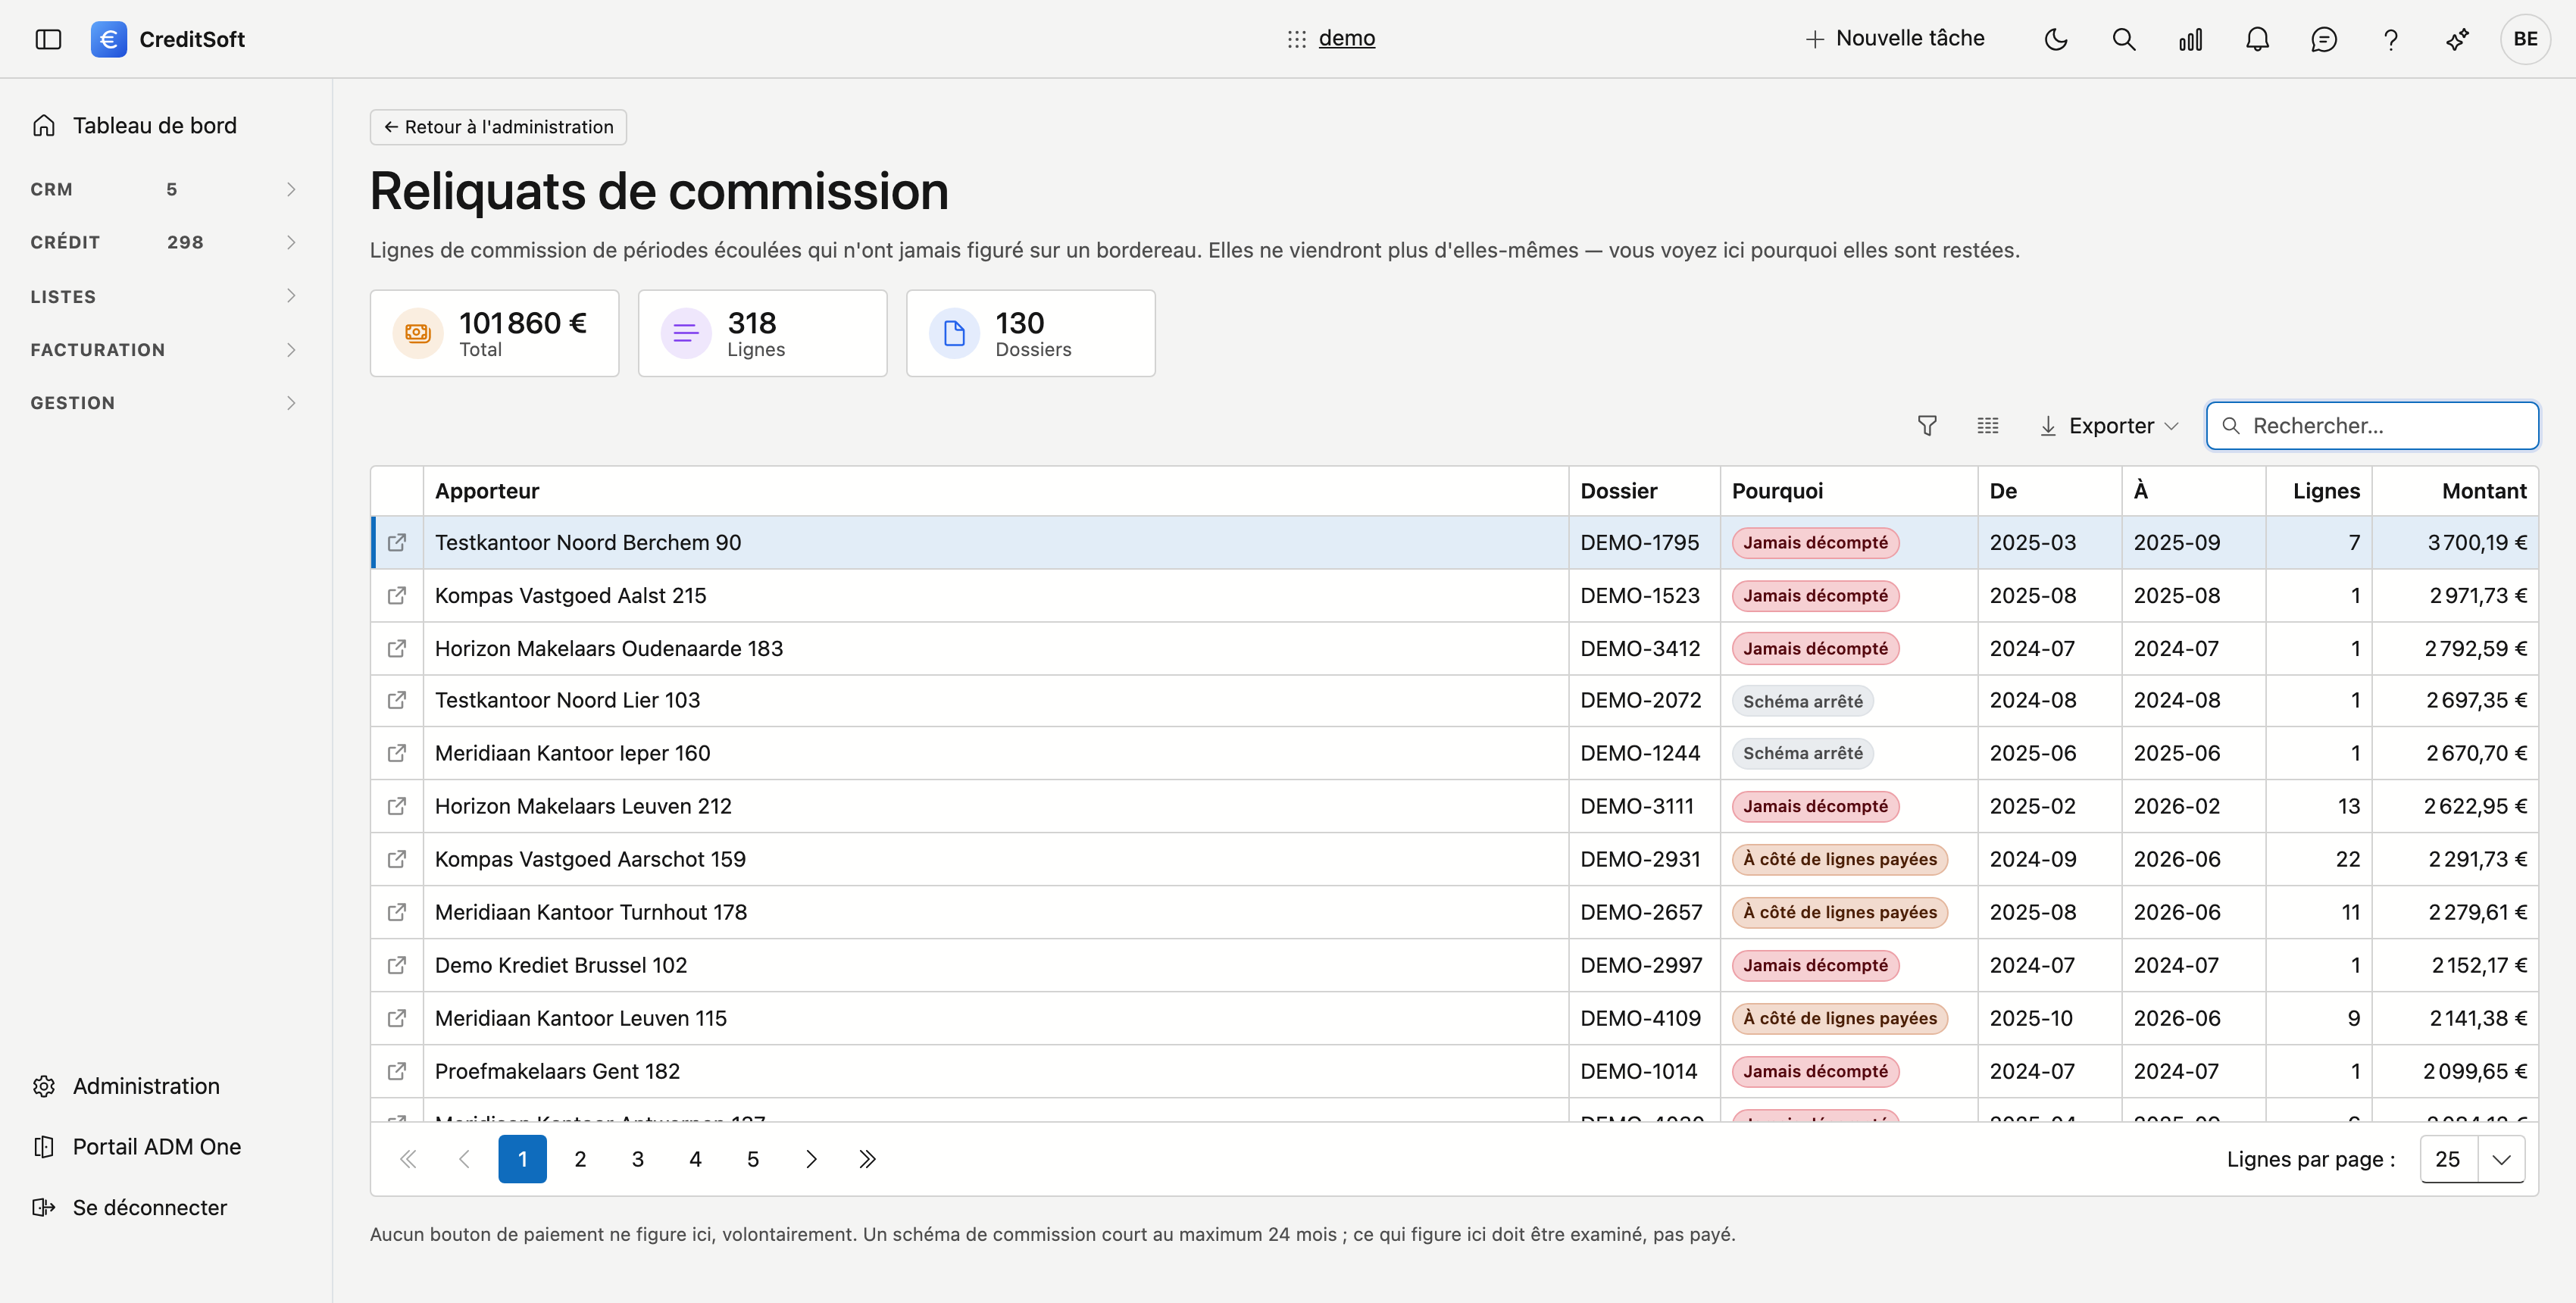 CreditSoft
demo
Nouvelle tâche
BE
Tableau de bord
CRM 5
CRÉDIT 298
LISTES
FACTURATION
GESTION
Administration
Portail ADM One
Se déconnecter
← Retour à l'administration
Reliquats de commission
Lignes de commission de périodes écoulées qui n'ont jamais figuré sur un bordereau. Elles ne viendront plus d'elles-mêmes — vous voyez ici pourquoi elles sont restées.
101 860 €
Total
318
Lignes
130
Dossiers
Exporter
Rechercher...
Apporteur Dossier Pourquoi De À Lignes Montant
Testkantoor Noord Berchem 90 DEMO-1795 Jamais décompté 2025-03 2025-09 7 3 700,19 €
Kompas Vastgoed Aalst 215 DEMO-1523 Jamais décompté 2025-08 2025-08 1 2 971,73 €
Horizon Makelaars Oudenaarde 183 DEMO-3412 Jamais décompté 2024-07 2024-07 1 2 792,59 €
Testkantoor Noord Lier 103 DEMO-2072 Schéma arrêté 2024-08 2024-08 1 2 697,35 €
Meridiaan Kantoor Ieper 160 DEMO-1244 Schéma arrêté 2025-06 2025-06 1 2 670,70 €
Horizon Makelaars Leuven 212 DEMO-3111 Jamais décompté 2025-02 2026-02 13 2 622,95 €
Kompas Vastgoed Aarschot 159 DEMO-2931 À côté de lignes payées 2024-09 2026-06 22 2 291,73 €
Meridiaan Kantoor Turnhout 178 DEMO-2657 À côté de lignes payées 2025-08 2026-06 11 2 279,61 €
Demo Krediet Brussel 102 DEMO-2997 Jamais décompté 2024-07 2024-07 1 2 152,17 €
Meridiaan Kantoor Leuven 115 DEMO-4109 À côté de lignes payées 2025-10 2026-06 9 2 141,38 €
Proefmakelaars Gent 182 DEMO-1014 Jamais décompté 2024-07 2024-07 1 2 099,65 €
1 2 3 4 5
Lignes par page : 25
Aucun bouton de paiement ne figure ici, volontairement. Un schéma de commission court au maximum 24 mois ; ce qui figure ici doit être examiné, pas payé.